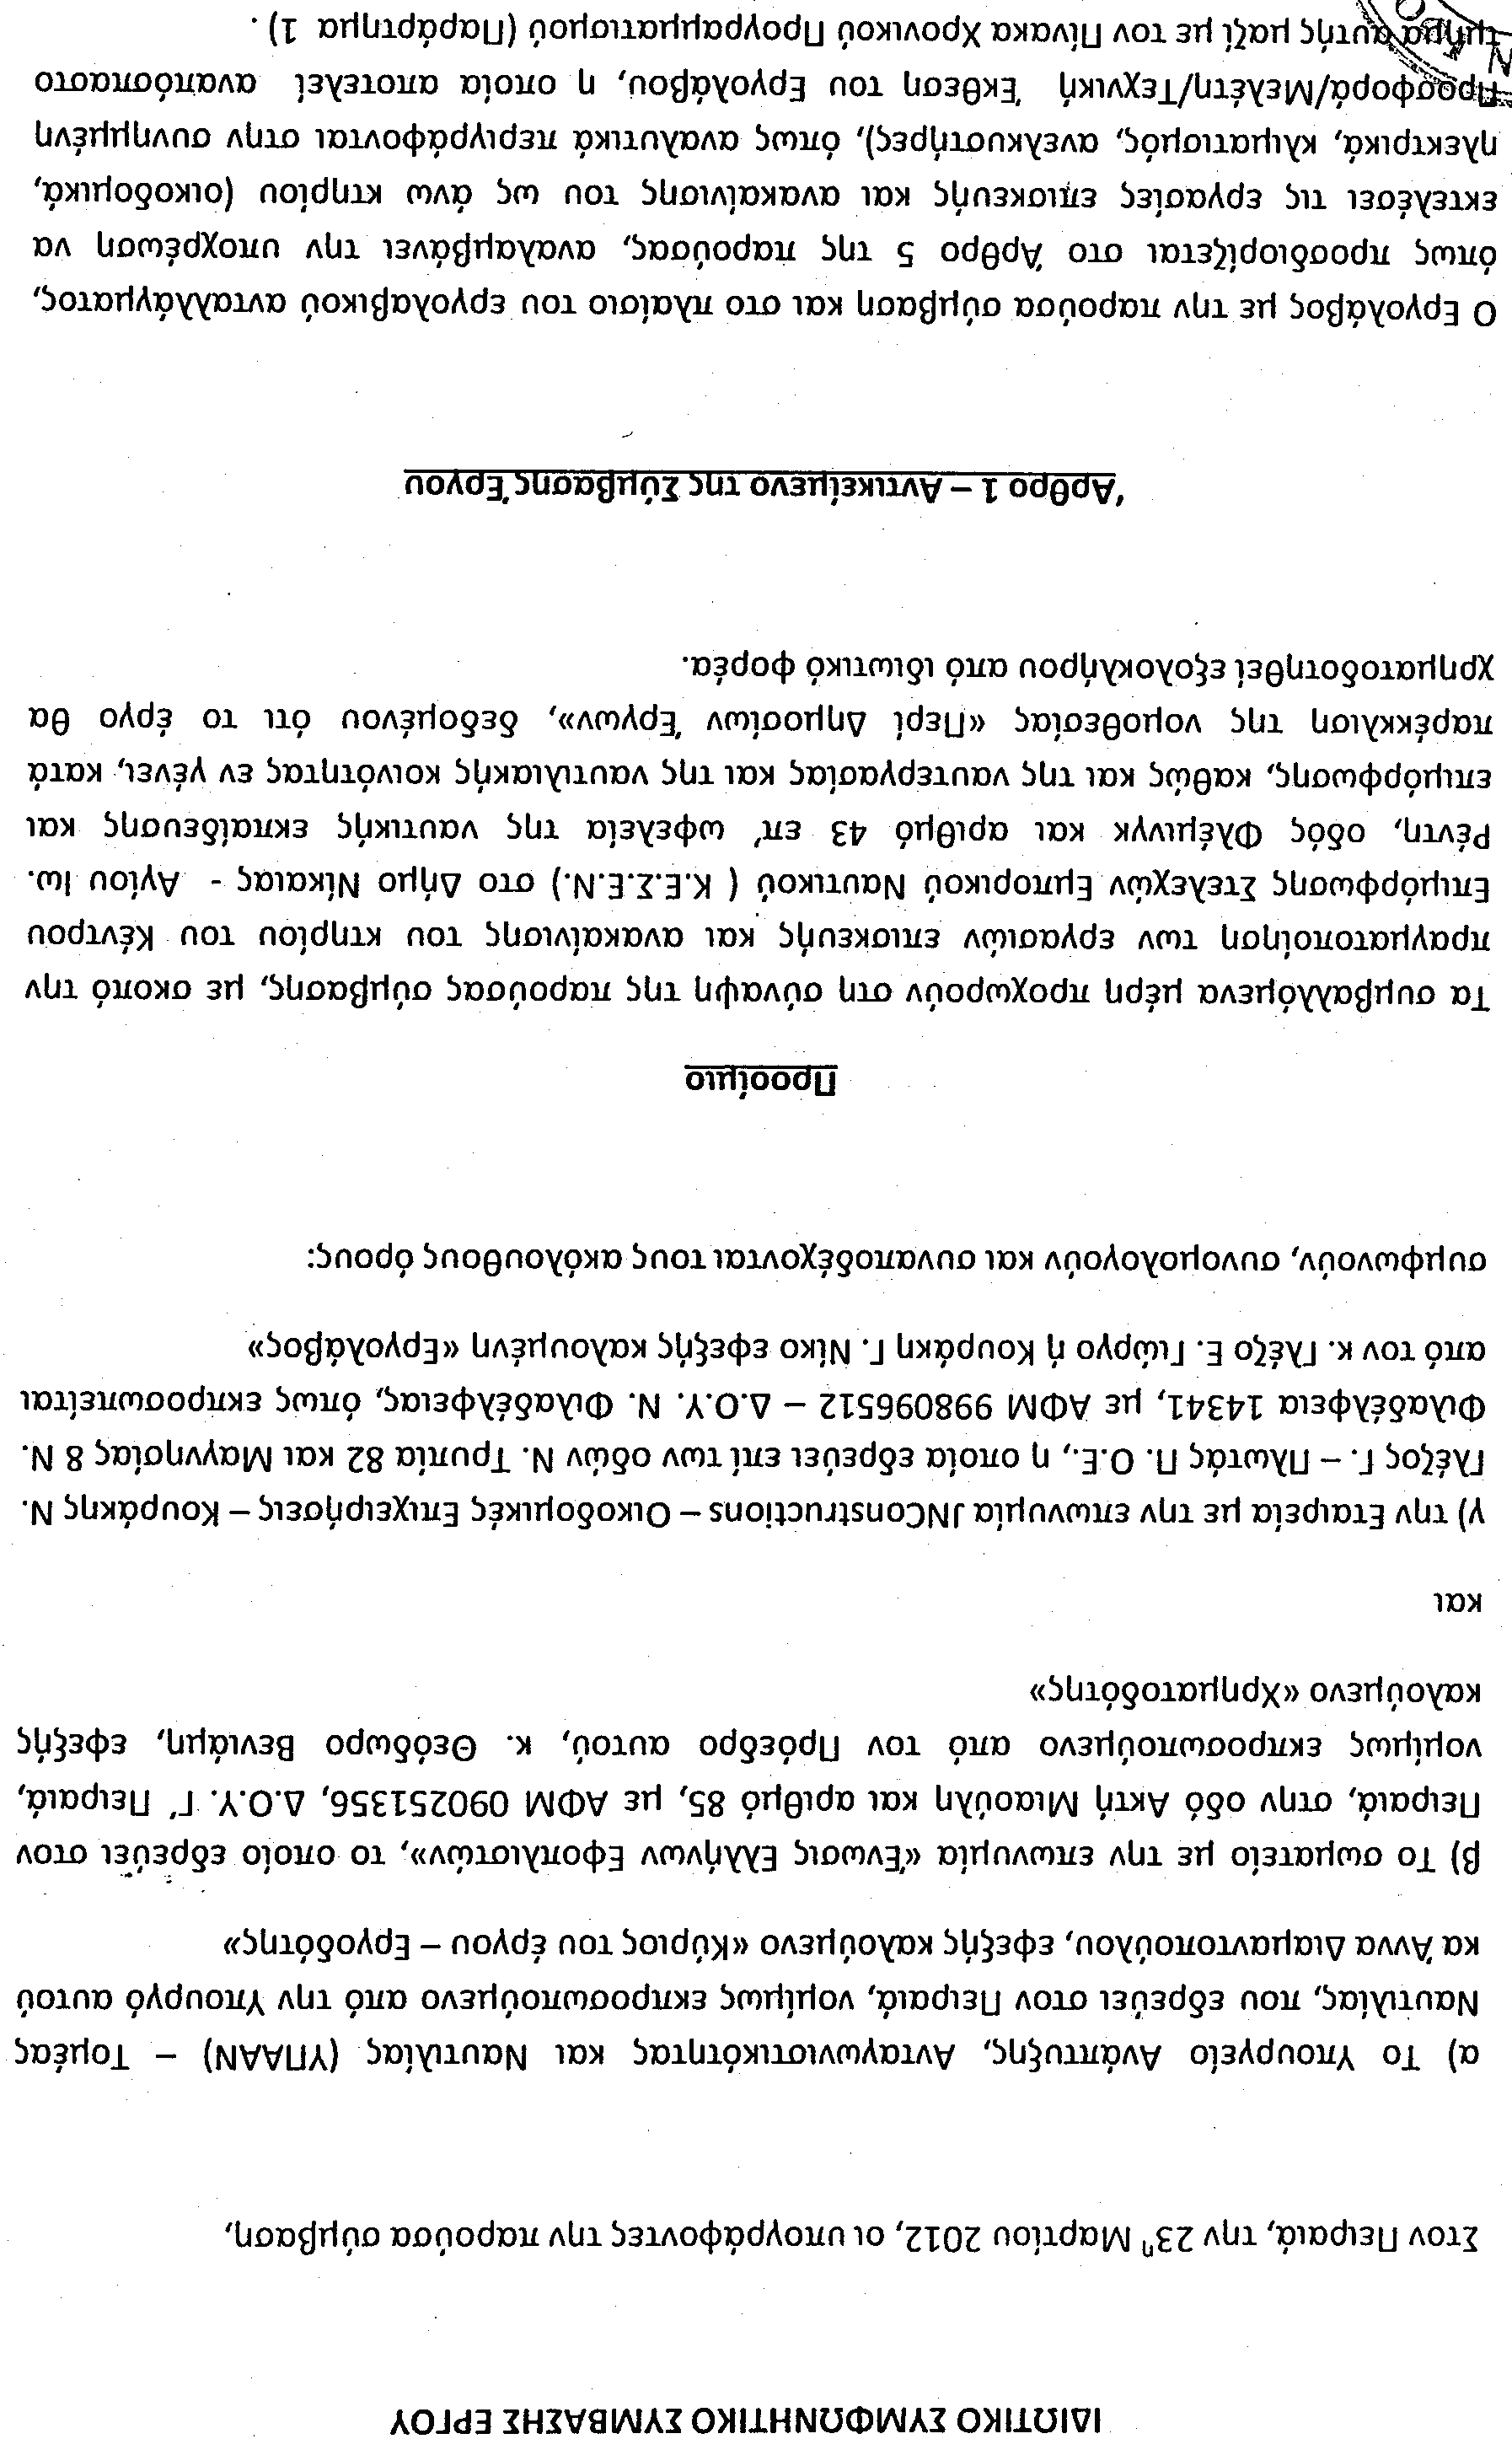 ΙΔΙΩΤΙΚΟ ΣΥΜΦΩΝΗΤΙΚΟ ΣΥΜΒΑΣΗΣ ΕΡΓΟΥ
Στον Πειραιά, την 23η Μαρτίου 2012, οι υπογράφοντες την παρούσα σύμβαση,
α) Το Υπουργείο Ανάπτυξης, Ανταγωνιστικότητας και Ναυτιλίας (ΥΠΑΑΝ) – Τομέας
Ναυτιλίας, που εδρεύει στον Πειραιά, νομίμως εκπροσωπούμενο από την Υπουργό αυτού
κα Άννα Διαμαντοπούλου, εφεξής καλούμενο «Κύριος του έργου – Εργοδότης»
β) Το σωματείο με την επωνυμία «Ένωσις Ελλήνων Εφοπλιστών», το οποίο εδρεύει στον
Πειραιά, στην οδό Ακτή Μιαούλη και αριθμό 85, με ΑΦΜ 090251356, Δ.Ο.Υ. Γ' Πειραιά,
νομίμως εκπροσωπούμενο από τον Πρόεδρο αυτού, κ. Θεόδωρο Βενιάμη, εφεξής
καλούμενο «Χρηματοδότης»
και
γ) την Εταιρεία με την επωνυμία JNConstructions – Οικοδομικές Επιχειρήσεις – Κουράκης Ν.
Γλέζος Γ. – Πλωτάς Π. Ο.Ε., η οποία εδρεύει επί των οδών Ν. Τρυπία 82 και Μαγνησίας 8 Ν.
Φιλαδέλφεια 14341, με ΑΦΜ 998096512 – Δ.Ο.Υ. Ν. Φιλαδέλφειας, όπως εκπροσωπείται
από τον κ. Γλέζο Ε. Γιώργο ή Κουράκη Γ. Νίκο εφεξής καλουμένη «Εργολάβος»
συμφωνούν, συνομολογούν και συναποδέχονται τους ακόλουθους όρους:
Προοίμιο
Τα συμβαλλόμενα μέρη προχωρούν στη σύναψη της παρούσας σύμβασης, με σκοπό την
πραγματοποίηση των εργασιών επισκευής και ανακαίνισης του κτηρίου του Κέντρου
Επιμόρφωσης Στελεχών Εμπορικού Ναυτικού ( Κ.Ε.Σ.Ε.Ν.) στο Δήμο Νίκαιας - Αγίου Ιω.
Ρέντη, οδός Φλέμινγκ και αριθμό 43 επ' ωφελεία της ναυτικής εκπαίδευσης και
επιμόρφωσης, καθώς και της ναυτεργασίας και της ναυτιλιακής κοινότητας εν γένει, κατά
παρέκκλιση της νομοθεσίας «Περί Δημοσίων Έργων», δεδομένου ότι το έργο θα
χρηματοδοτηθεί εξολοκλήρου από ιδιωτικό φορέα.
Άρθρο 1 – Αντικείμενο της Σύμβασης Έργου
Ο Εργολάβος με την παρούσα σύμβαση και στο πλαίσιο του εργολαβικού ανταλλάγματος,
όπως προσδιορίζεται στο Άρθρο 5 της παρούσας, αναλαμβάνει την υποχρέωση να
εκτελέσει τις εργασίες επισκευής και ανακαίνισης του ως άνω κτηρίου (οικοδομικά,
ηλεκτρικά, κλιματισμός, ανελκυστήρες), όπως αναλυτικά περιγράφονται στην συνημμένη
Προσφορά/Μελέτη/Τεχνική Έκθεση του Εργολάβου, η οποία αποτελεί αναπόσπαστο
τμήμα αυτής μαζί με τον Πίνακα Χρονικού Προγραμματισμού (Παράρτημα 1) .